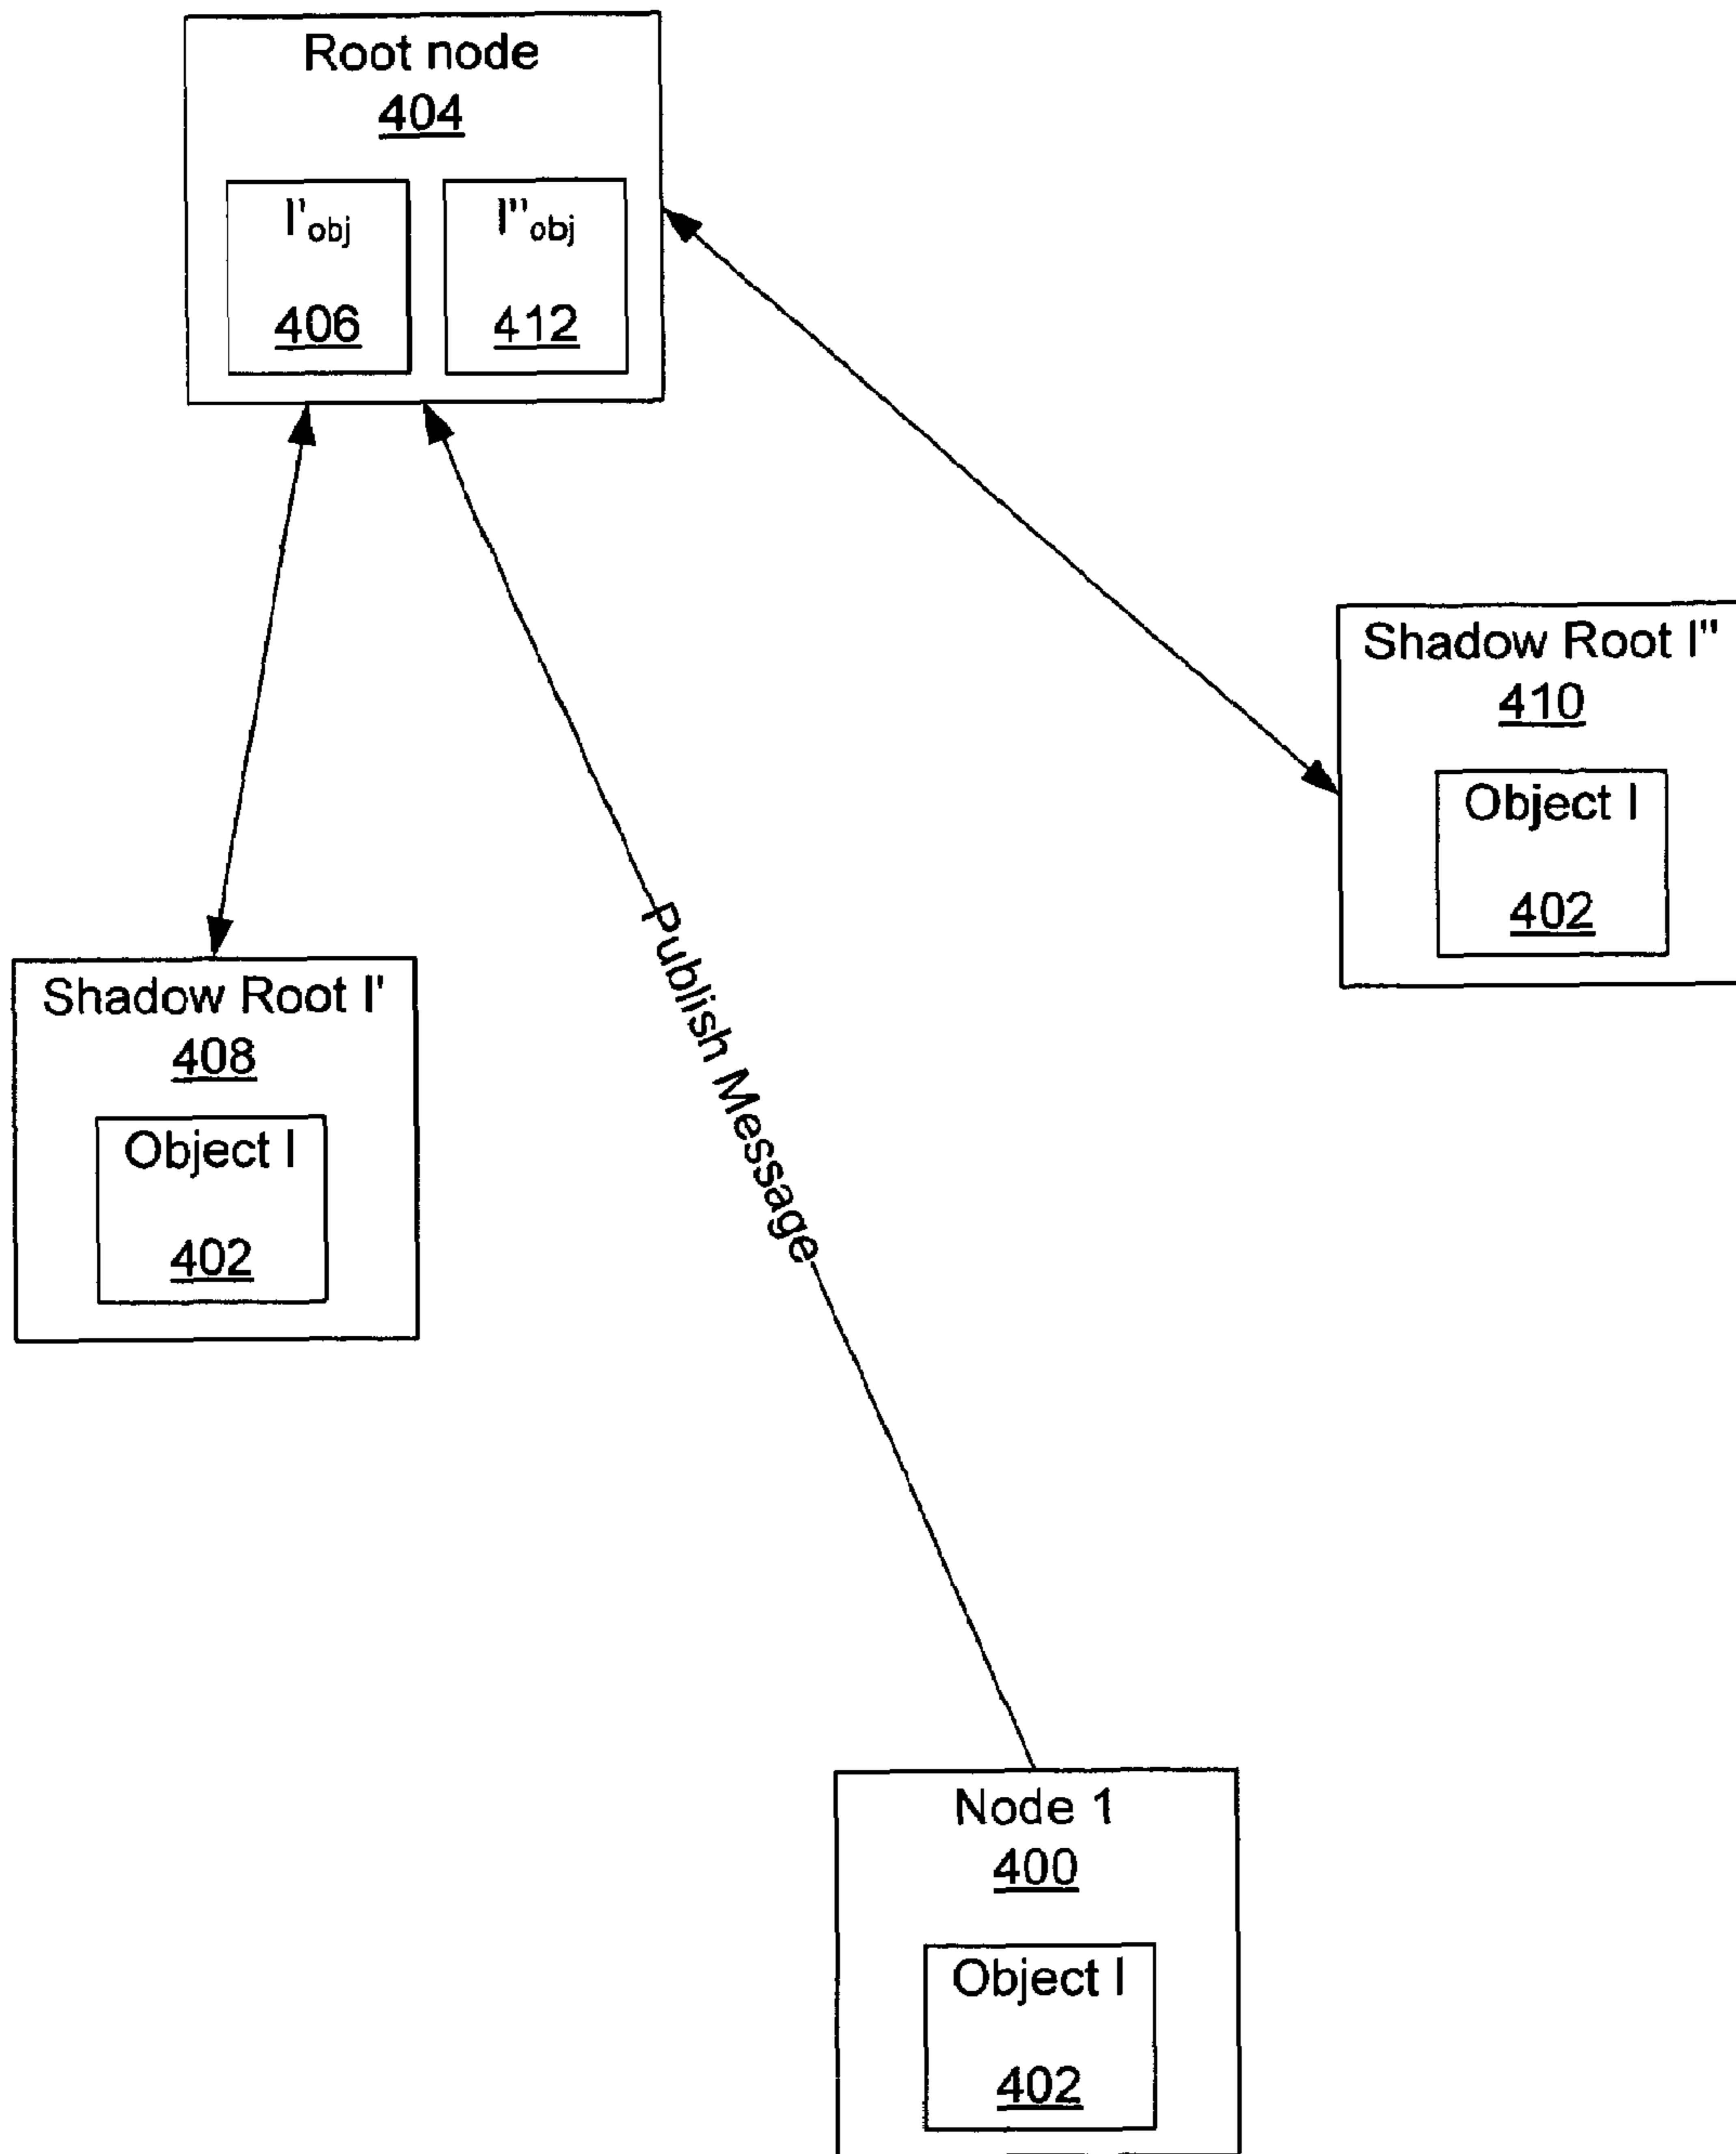 Root node
404
I'obj
406
I"obj
412
Shadow Root I"
410
Object I
402
Shadow Root I'
408
Object I
402
Publish Message
Node 1
400
Object I
402